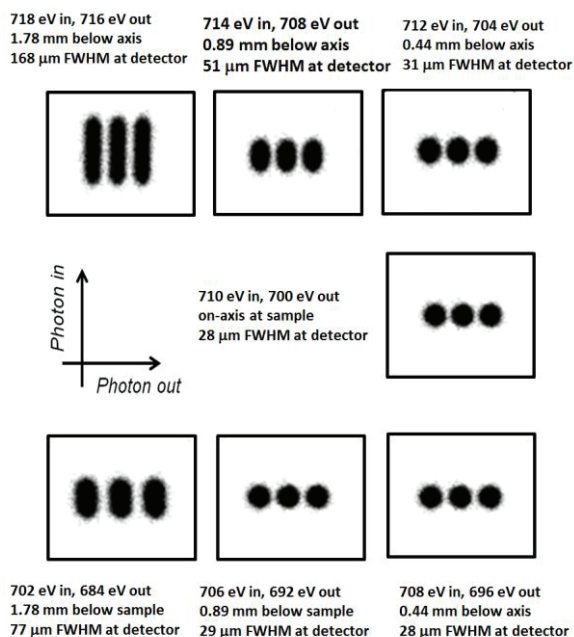 718 eV in, 716 eV out
1.78 mm below axis
168 µm FWHM at detector
714 eV in, 708 eV out
0.89 mm below axis
51 µm FWHM at detector
712 eV in, 704 eV out
0.44 mm below axis
31 µm FWHM at detector
Photon in
Photon out
710 eV in, 700 eV out
on-axis at sample
28 µm FWHM at detector
702 eV in, 684 eV out
1.78 mm below sample
77 µm FWHM at detector
706 eV in, 692 eV out
0.89 mm below sample
29 µm FWHM at detector
708 eV in, 696 eV out
0.44 mm below axis
28 µm FWHM at detector